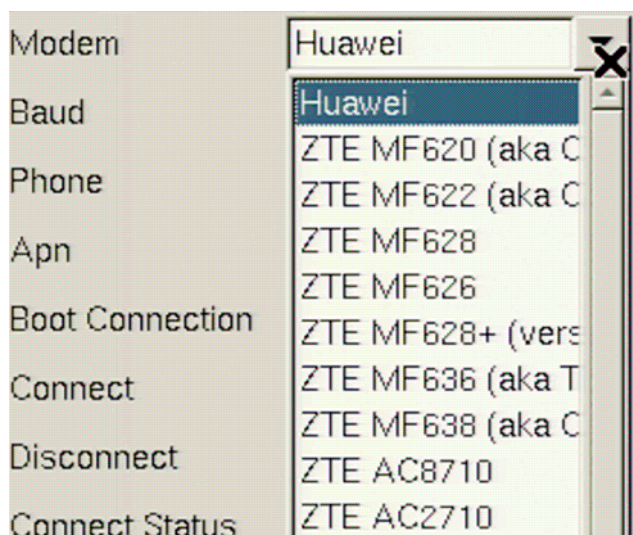 Modem
Huawei
Baud
Phone
Apn
Boot Connection
Connect
Disconnect
Connect Status
Huawei
ZTE MF620 (aka C
ZTE MF622 (aka C
ZTE MF628
ZTE MF626
ZTE MF628+ (vers
ZTE MF636 (aka T
ZTE MF638 (aka C
ZTE AC8710
ZTE AC2710